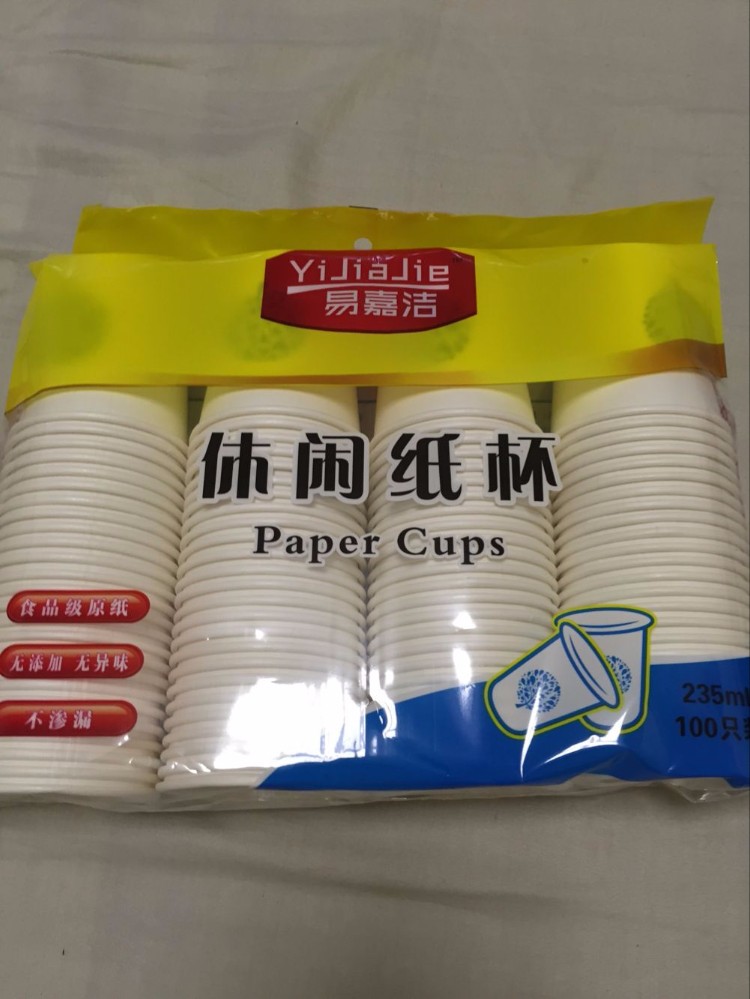 YiJiaJie
易嘉洁
休闲纸杯
Paper Cups
食品级原纸
无添加 无异味
不渗漏
235ml
100只